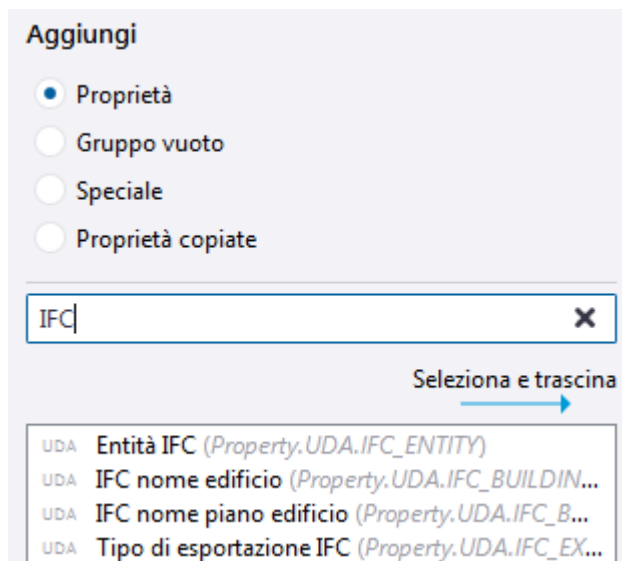 Aggiungi
Proprietà
Gruppo vuoto
Speciale
Proprietà copiate
IFC
Seleziona e trascina
UDA Entità IFC (Property.UDA.IFC_ENTITY)
UDA IFC nome edificio (Property.UDA.IFC_BUILDIN...
UDA IFC nome piano edificio (Property.UDA.IFC_B...
UDA Tipo di esportazione IFC (Property.UDA.IFC_EX...